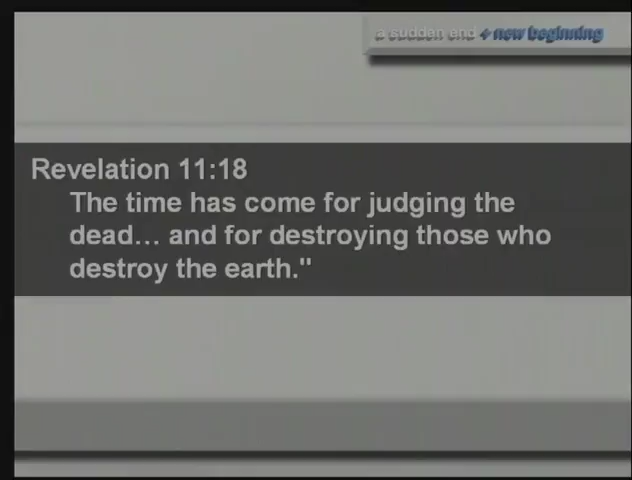 a sudden end + new beginning
Revelation 11:18
The time has come for judging the
dead… and for destroying those who
destroy the earth."